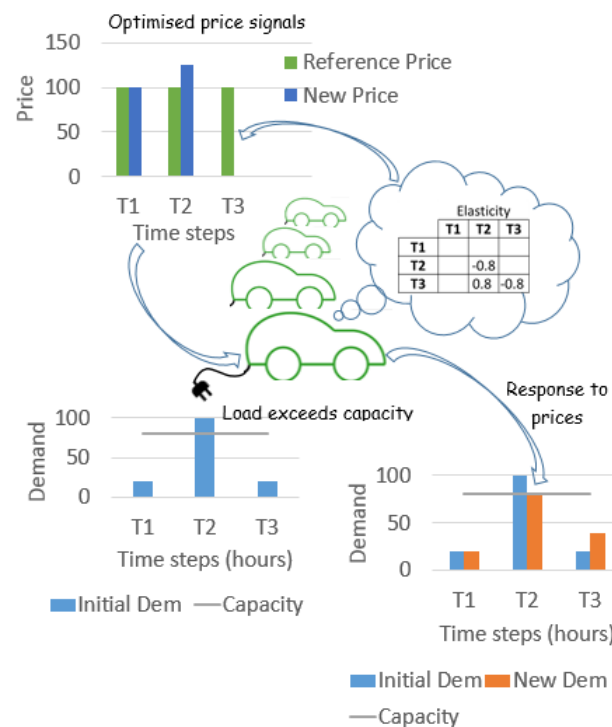 Optimised price signals
150
100
50
0
Price
T1 T2 T3
Time steps
Reference Price
New Price
Elasticity
T1 T2 T3
T1
T2 -0.8
T3 0.8 -0.8
Load exceeds capacity
100
50
0
Demand
T1 T2 T3
Time steps (hours)
Initial Dem Capacity
Response to
prices
100
50
0
Demand
T1 T2 T3
Time steps (hours)
Initial Dem New Dem
Capacity